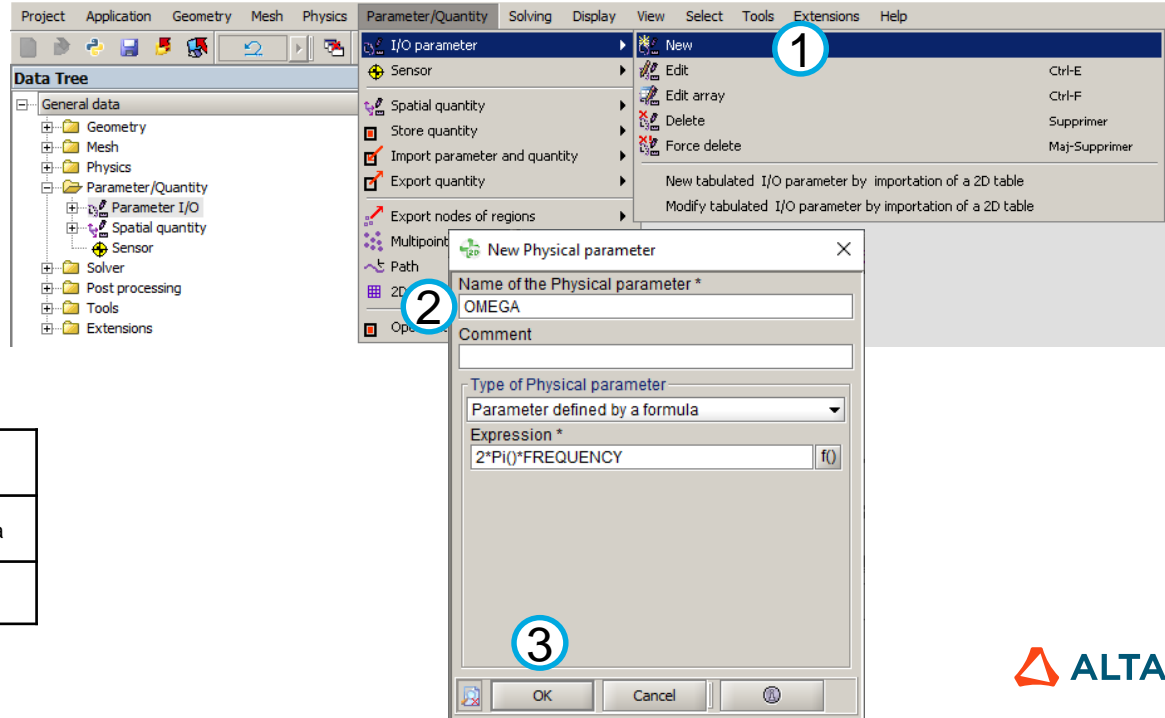 Project Application Geometry Mesh Physics Parameter/Quantity Solving Display View Select Tools Extensions Help
Data Tree
General data
Geometry
Mesh
Physics
Parameter/Quantity
Parameter I/O
Spatial quantity
Sensor
Solver
Post processing
Tools
Extensions
I/O parameter
Sensor
Spatial quantity
Store quantity
Import parameter and quantity
Export quantity
Export nodes of regions
Multipoint
Path
2D
New
1
Edit Ctrl-E
Edit array Ctrl-F
Delete Supprimer
Force delete Maj-Supprimer
New tabulated I/O parameter by importation of a 2D table
Modify tabulated I/O parameter by importation of a 2D table
New Physical parameter
Name of the Physical parameter *
2
OMEGA
Comment
Type of Physical parameter
Parameter defined by a formula
Expression *
2*Pi()*FREQUENCY f()
3
OK Cancel
a
ALTA